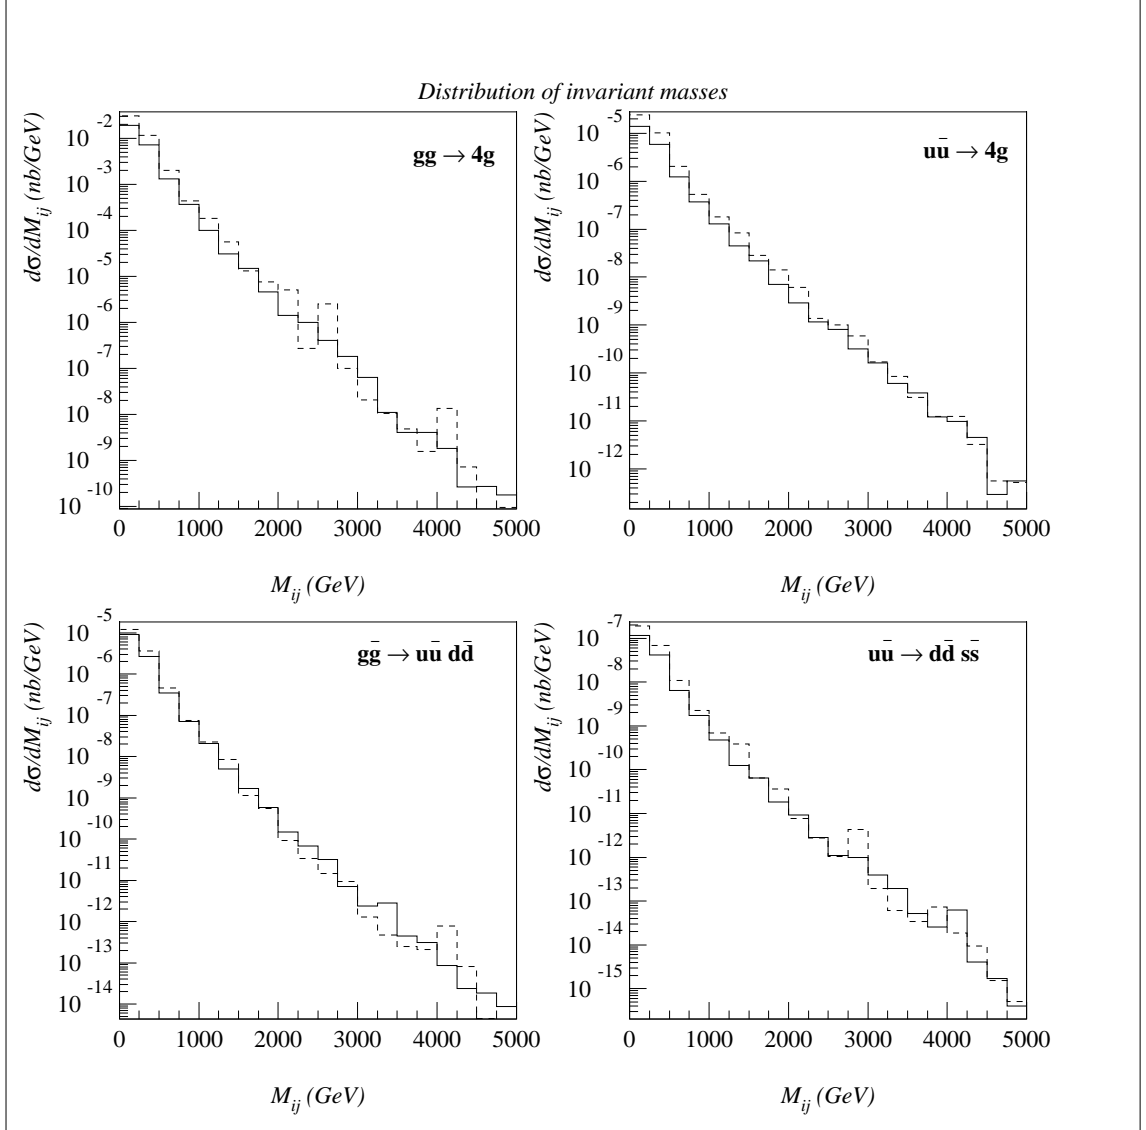 Distribution of invariant masses
dσ/dM_ij (nb/GeV)
10^-2
10^-3
10^-4
10^-5
10^-6
10^-7
10^-8
10^-9
10^-10
gg → 4g
0 1000 2000 3000 4000 5000
M_ij (GeV)
dσ/dM_ij (nb/GeV)
10^-5
10^-6
10^-7
10^-8
10^-9
10^-10
10^-11
10^-12
uū → 4g
0 1000 2000 3000 4000 5000
M_ij (GeV)
dσ/dM_ij (nb/GeV)
10^-5
10^-6
10^-7
10^-8
10^-9
10^-10
10^-11
10^-12
10^-13
10^-14
gḡ → uū dd̄
0 1000 2000 3000 4000 5000
M_ij (GeV)
dσ/dM_ij (nb/GeV)
10^-7
10^-8
10^-9
10^-10
10^-11
10^-12
10^-13
10^-14
10^-15
uū → dd̄ ss̄
0 1000 2000 3000 4000 5000
M_ij (GeV)